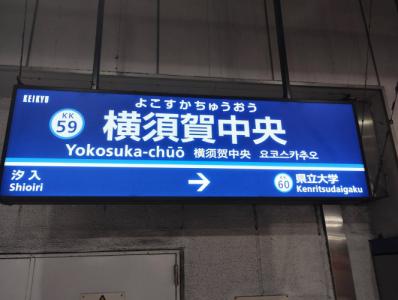 KEIKYU
よこすかちゅうおう
KK
59
横須賀中央
Yokosuka-chūō 横須賀中央 요코스카추오
汐入
Shioiri
→
KK
60
県立大学
Kenritsudaigaku